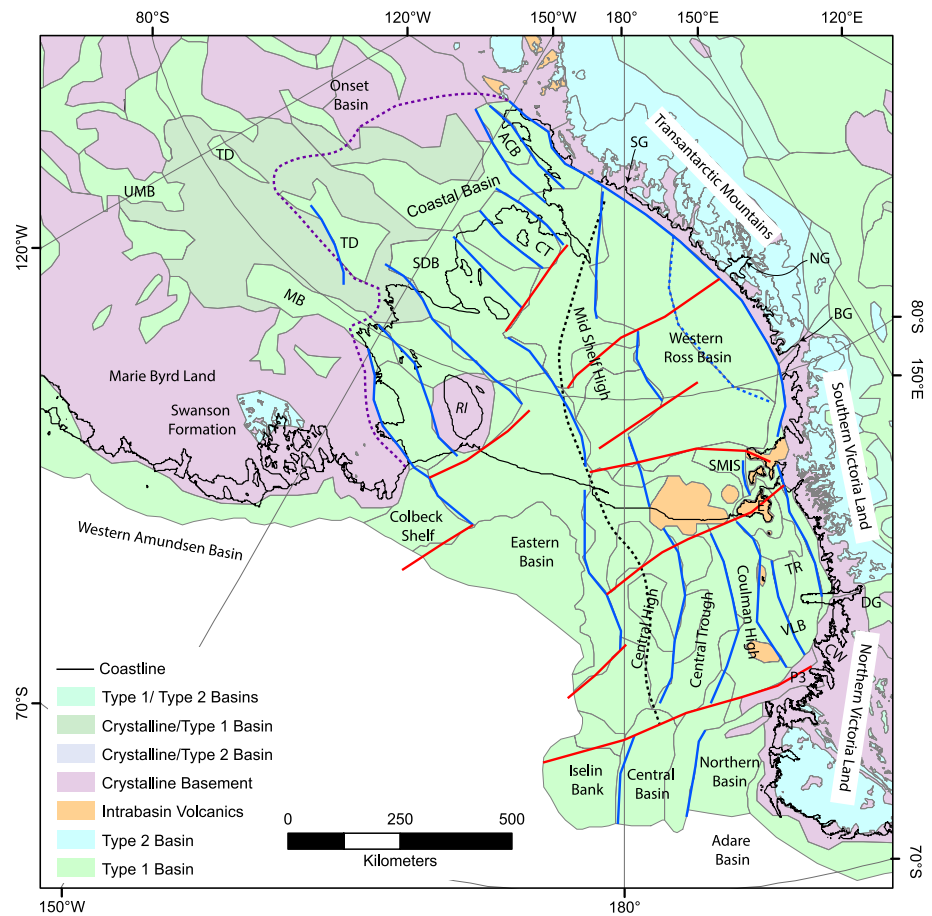 80°S
120°W
150°W
180°
150°E
120°E
Onset
Basin
TD
UMB
ACB
Coastal Basin
SG
Transantarctic Mountains
120°W
TD
SDB
CT
NG
MB
BG
80°S
Mid Shelf High
Western
Ross Basin
150°E
Marie Byrd Land
Swanson
Formation
RI
Southern Victoria Land
SMIS
E
Colbeck
Shelf
Western Amundsen Basin
Eastern
Basin
TR
DG
Central High
Central Trough
Coulman High
VLB
CW
P3
Northern Victoria Land
70°S
Coastline
Type 1/ Type 2 Basins
Crystalline/Type 1 Basin
Crystalline/Type 2 Basin
Crystalline Basement
Intrabasin Volcanics
Type 2 Basin
Type 1 Basin
Iselin
Bank
Central
Basin
Northern
Basin
0 250 500
Kilometers
Adare
Basin
70°S
150°W
180°